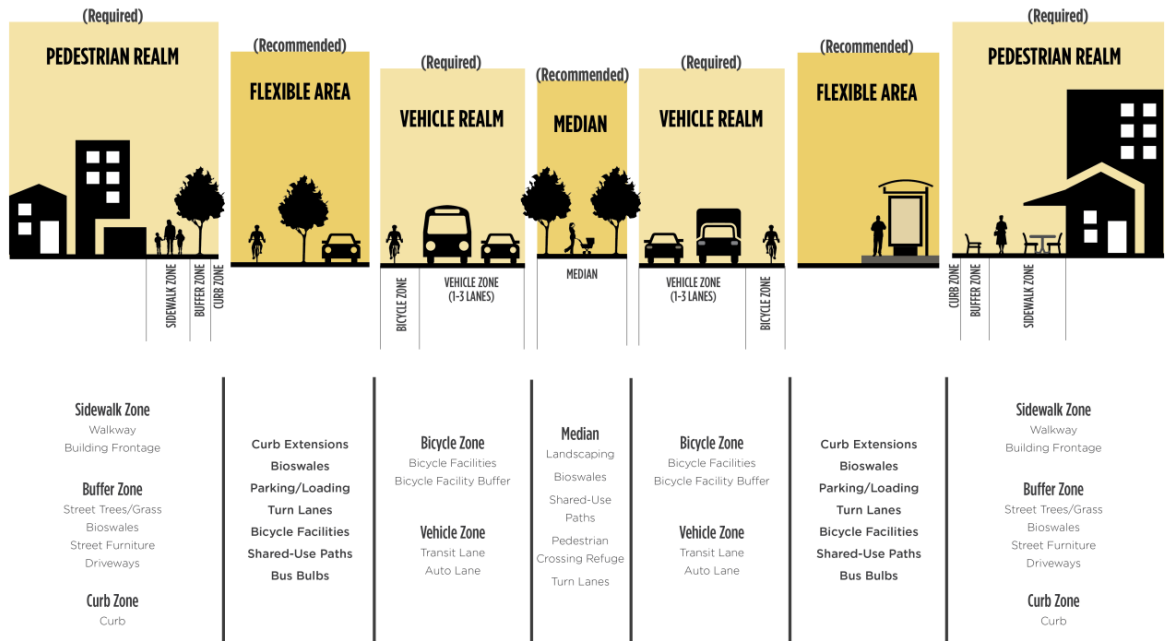 (Required)
PEDESTRIAN REALM
(Recommended)
FLEXIBLE AREA
(Required)
VEHICLE REALM
(Recommended)
MEDIAN
(Required)
VEHICLE REALM
(Recommended)
FLEXIBLE AREA
(Required)
PEDESTRIAN REALM
SIDEWALK ZONE
BUFFER ZONE
CURB ZONE
BICYCLE ZONE
VEHICLE ZONE
(1-3 LANES)
MEDIAN
VEHICLE ZONE
(1-3 LANES)
BICYCLE ZONE
CURB ZONE
BUFFER ZONE
SIDEWALK ZONE
Sidewalk Zone
Walkway
Building Frontage
Buffer Zone
Street Trees/Grass
Bioswales
Street Furniture
Driveways
Curb Zone
Curb
Curb Extensions
Bioswales
Parking/Loading
Turn Lanes
Bicycle Facilities
Shared-Use Paths
Bus Bulbs
Bicycle Zone
Bicycle Facilities
Bicycle Facility Buffer
Vehicle Zone
Transit Lane
Auto Lane
Median
Landscaping
Bioswales
Shared-Use
Paths
Pedestrian
Crossing Refuge
Turn Lanes
Bicycle Zone
Bicycle Facilities
Bicycle Facility Buffer
Vehicle Zone
Transit Lane
Auto Lane
Curb Extensions
Bioswales
Parking/Loading
Turn Lanes
Bicycle Facilities
Shared-Use Paths
Bus Bulbs
Sidewalk Zone
Walkway
Building Frontage
Buffer Zone
Street Trees/Grass
Bioswales
Street Furniture
Driveways
Curb Zone
Curb